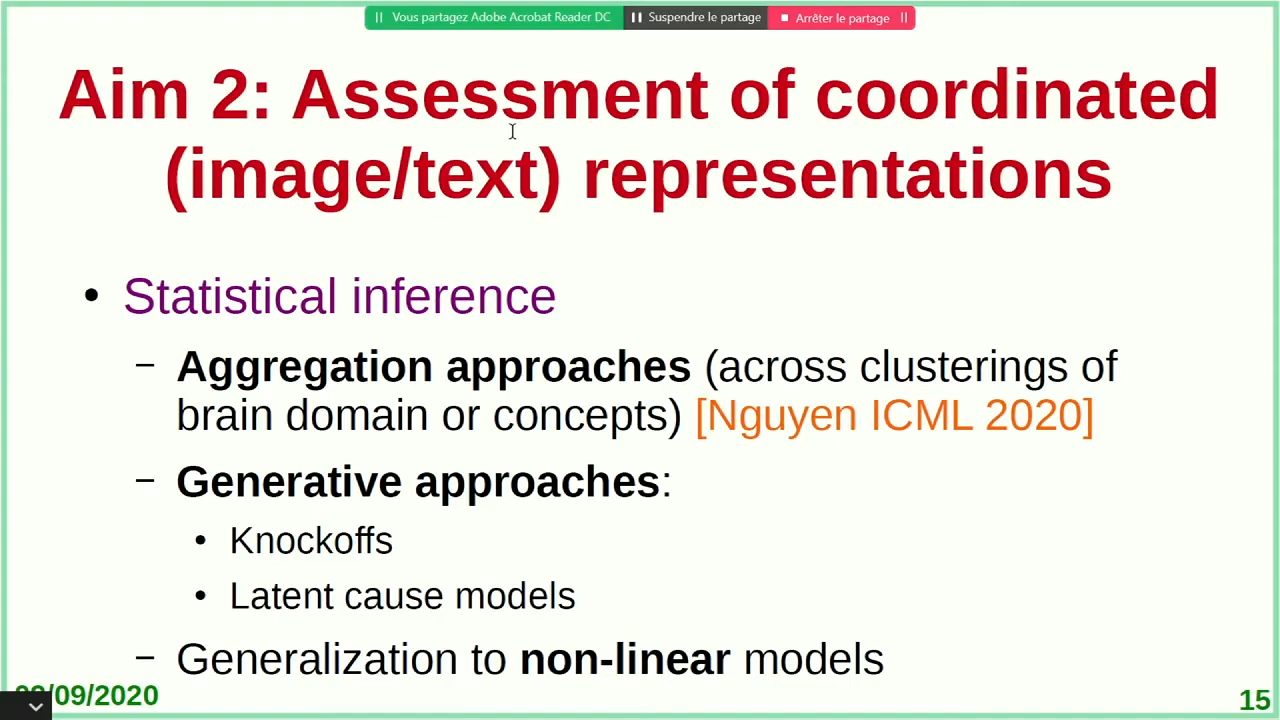 Vous partagez Adobe Acrobat Reader DC Suspendre le partage Arrêter le partage
Aim 2: Assessment of coordinated
(image/text) representations
• Statistical inference
– Aggregation approaches (across clusterings of
brain domain or concepts) [Nguyen ICML 2020]
– Generative approaches:
• Knockoffs
• Latent cause models
– Generalization to non-linear models
/09/2020
15